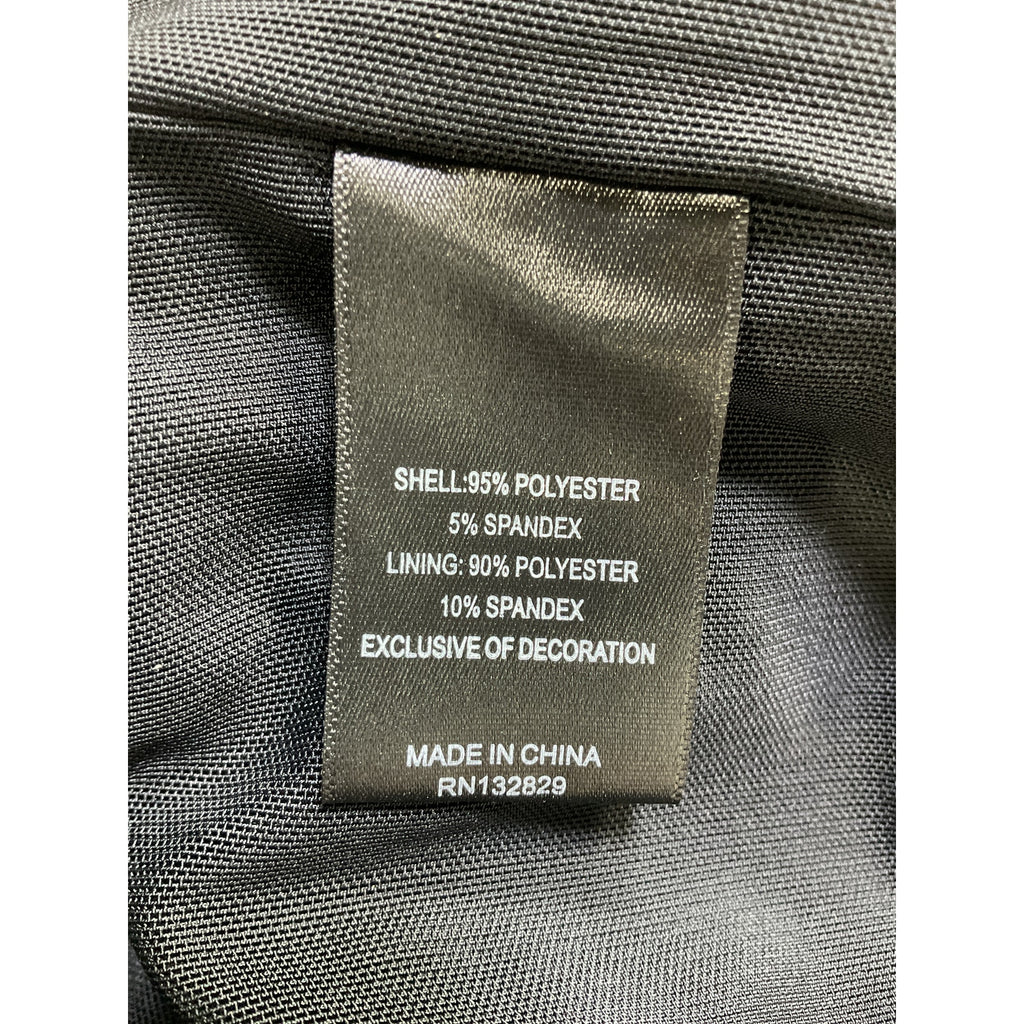 SHELL:95% POLYESTER
5% SPANDEX
LINING: 90% POLYESTER
10% SPANDEX
EXCLUSIVE OF DECORATION
MADE IN CHINA
RN132829